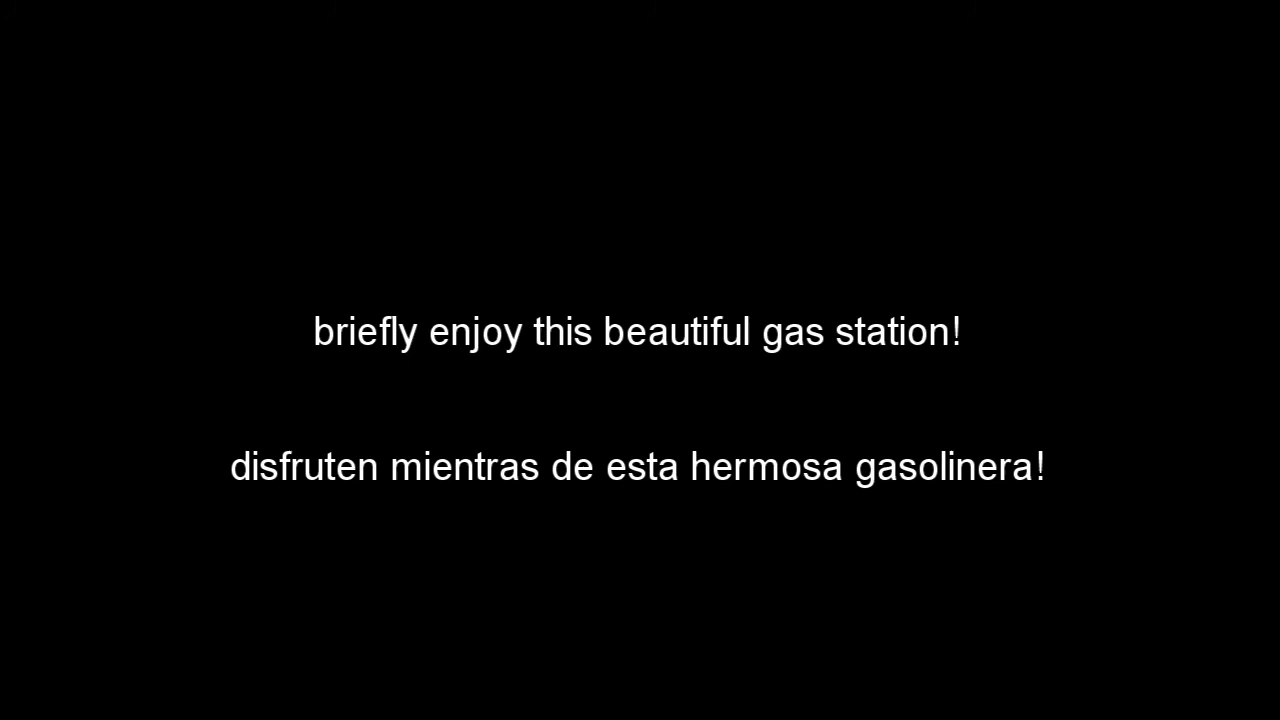 briefly enjoy this beautiful gas station!
disfruten mientras de esta hermosa gasolinera!